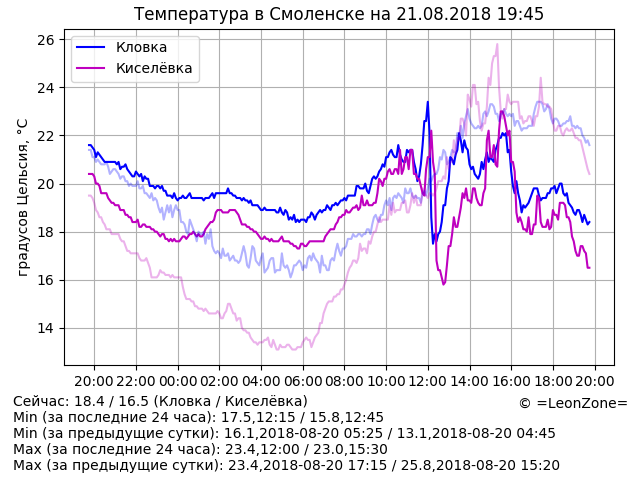 Температура в Смоленске на 21.08.2018 19:45
Кловка
Киселёвка
градусов Цельсия, °C
26
24
22
20
18
16
14
20:00 22:00 00:00 02:00 04:00 06:00 08:00 10:00 12:00 14:00 16:00 18:00 20:00
Сейчас: 18.4 / 16.5 (Кловка / Киселёвка)
© =LeonZone=
Min (за последние 24 часа): 17.5,12:15 / 15.8,12:45
Min (за предыдущие сутки): 16.1,2018-08-20 05:25 / 13.1,2018-08-20 04:45
Max (за последние 24 часа): 23.4,12:00 / 23.0,15:30
Max (за предыдущие сутки): 23.4,2018-08-20 17:15 / 25.8,2018-08-20 15:20